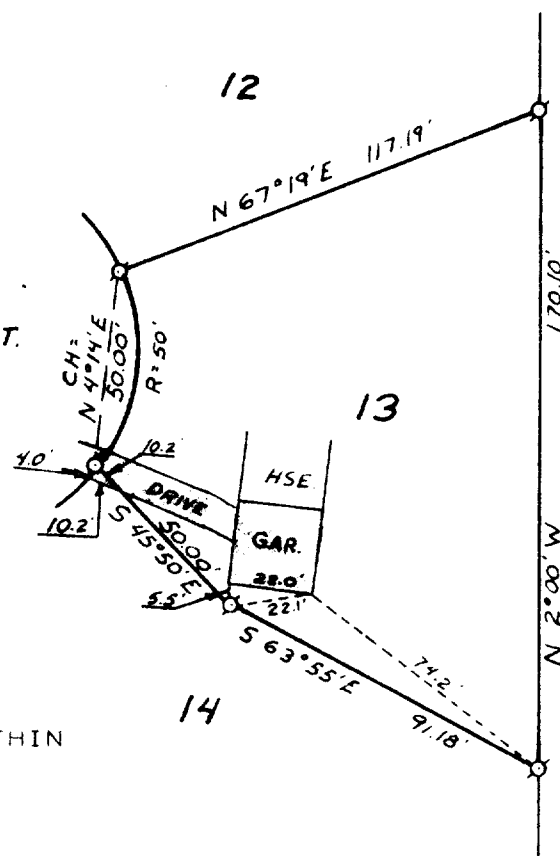 12
N 67°19'E 117.19'
170.10'
T.
CH=
N 4°14'E
50.00'
R=50'
13
4.0'
10.2'
10.2'
DRIVE
HSE.
GAR.
S 45°50'E
50.00'
28.0'
5.5'
22.1'
S 63°55'E
91.18'
74.2'
N 2°00'W
14
THIN